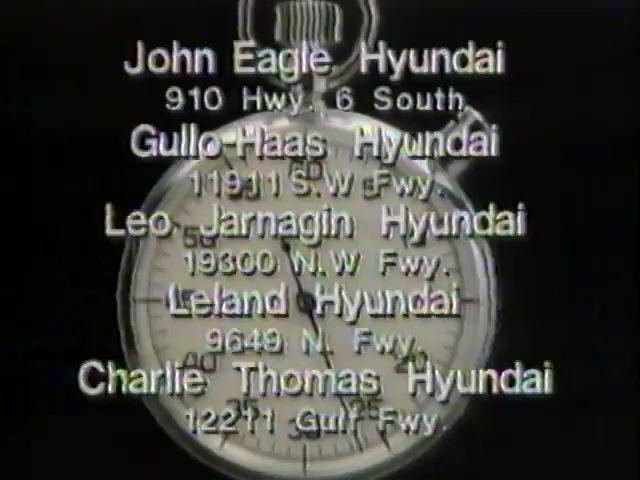 John Eagle Hyundai
910 Hwy. 6 South
Gullo-Haas Hyundai
11911 S.W Fwy.
Leo Jarnagin Hyundai
19300 N.W Fwy.
Leland Hyundai
9649 N. Fwy.
Charlie Thomas Hyundai
12211 Gulf Fwy.